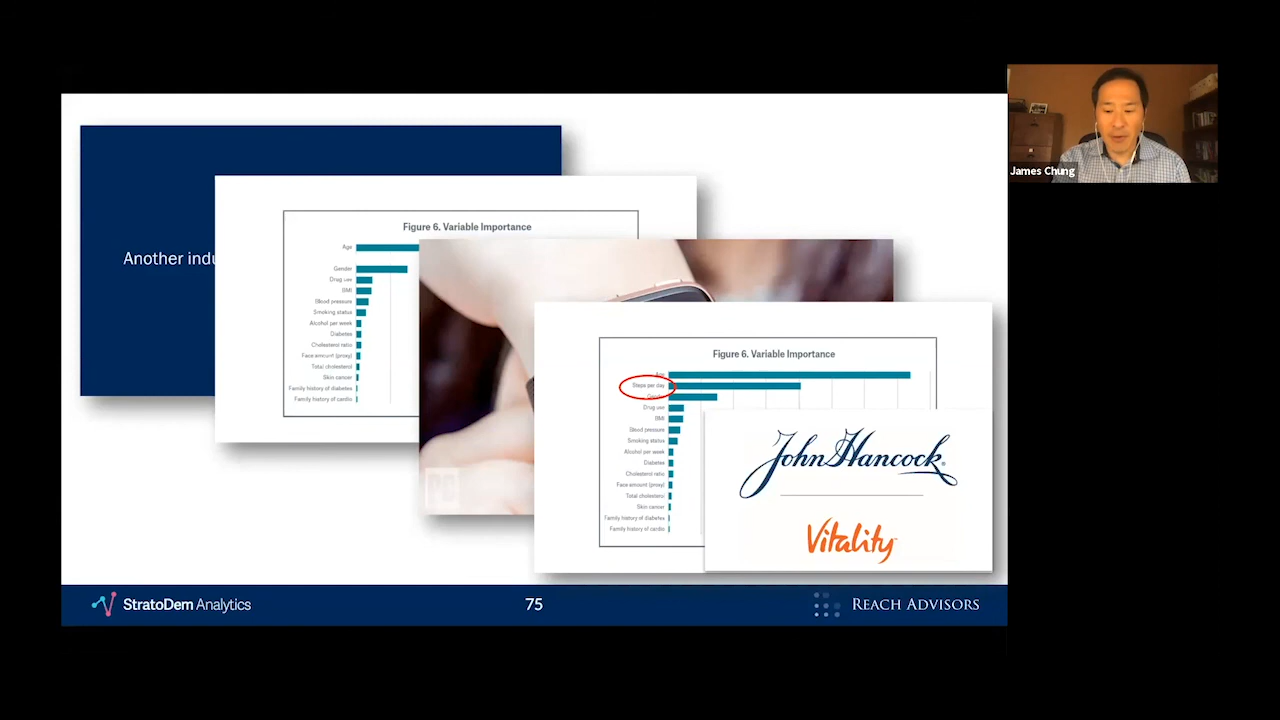 James Chung
Another indu
Figure 6. Variable Importance
Age
Gender
Drug use
BMI
Blood pressure
Smoking status
Alcohol per week
Diabetes
Cholesterol ratio
Face amount (proxy)
Total cholesterol
Skin cancer
Family history of diabetes
Family history of cardio
Figure 6. Variable Importance
Age
Steps per day
Gender
Drug use
BMI
Blood pressure
Smoking status
Alcohol per week
Diabetes
Cholesterol ratio
Face amount (proxy)
Total cholesterol
Skin cancer
Family history of diabetes
Family history of cardio
John Hancock®
Vitality™
StratoDem Analytics
75
REACH ADVISORS